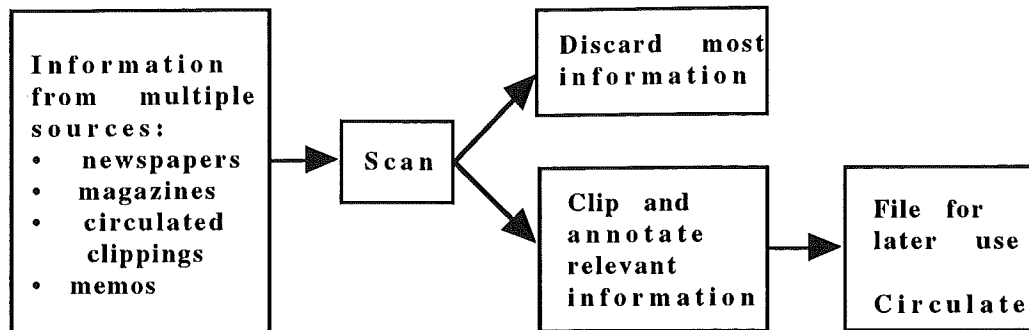 Information
from multiple
sources:
• newspapers
• magazines
• circulated
clippings
• memos
Scan
Discard most
information
Clip and
annotate
relevant
information
File for
later use
Circulate